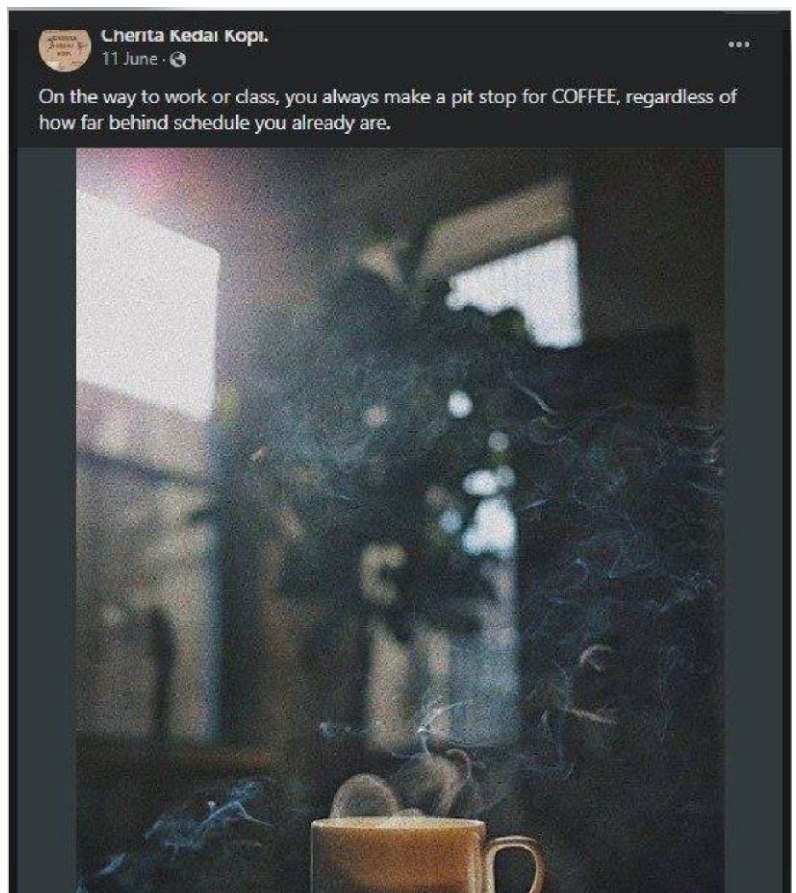 Cherita Kedai Kopi.
11 June ·
On the way to work or class, you always make a pit stop for COFFEE, regardless of
how far behind schedule you already are.